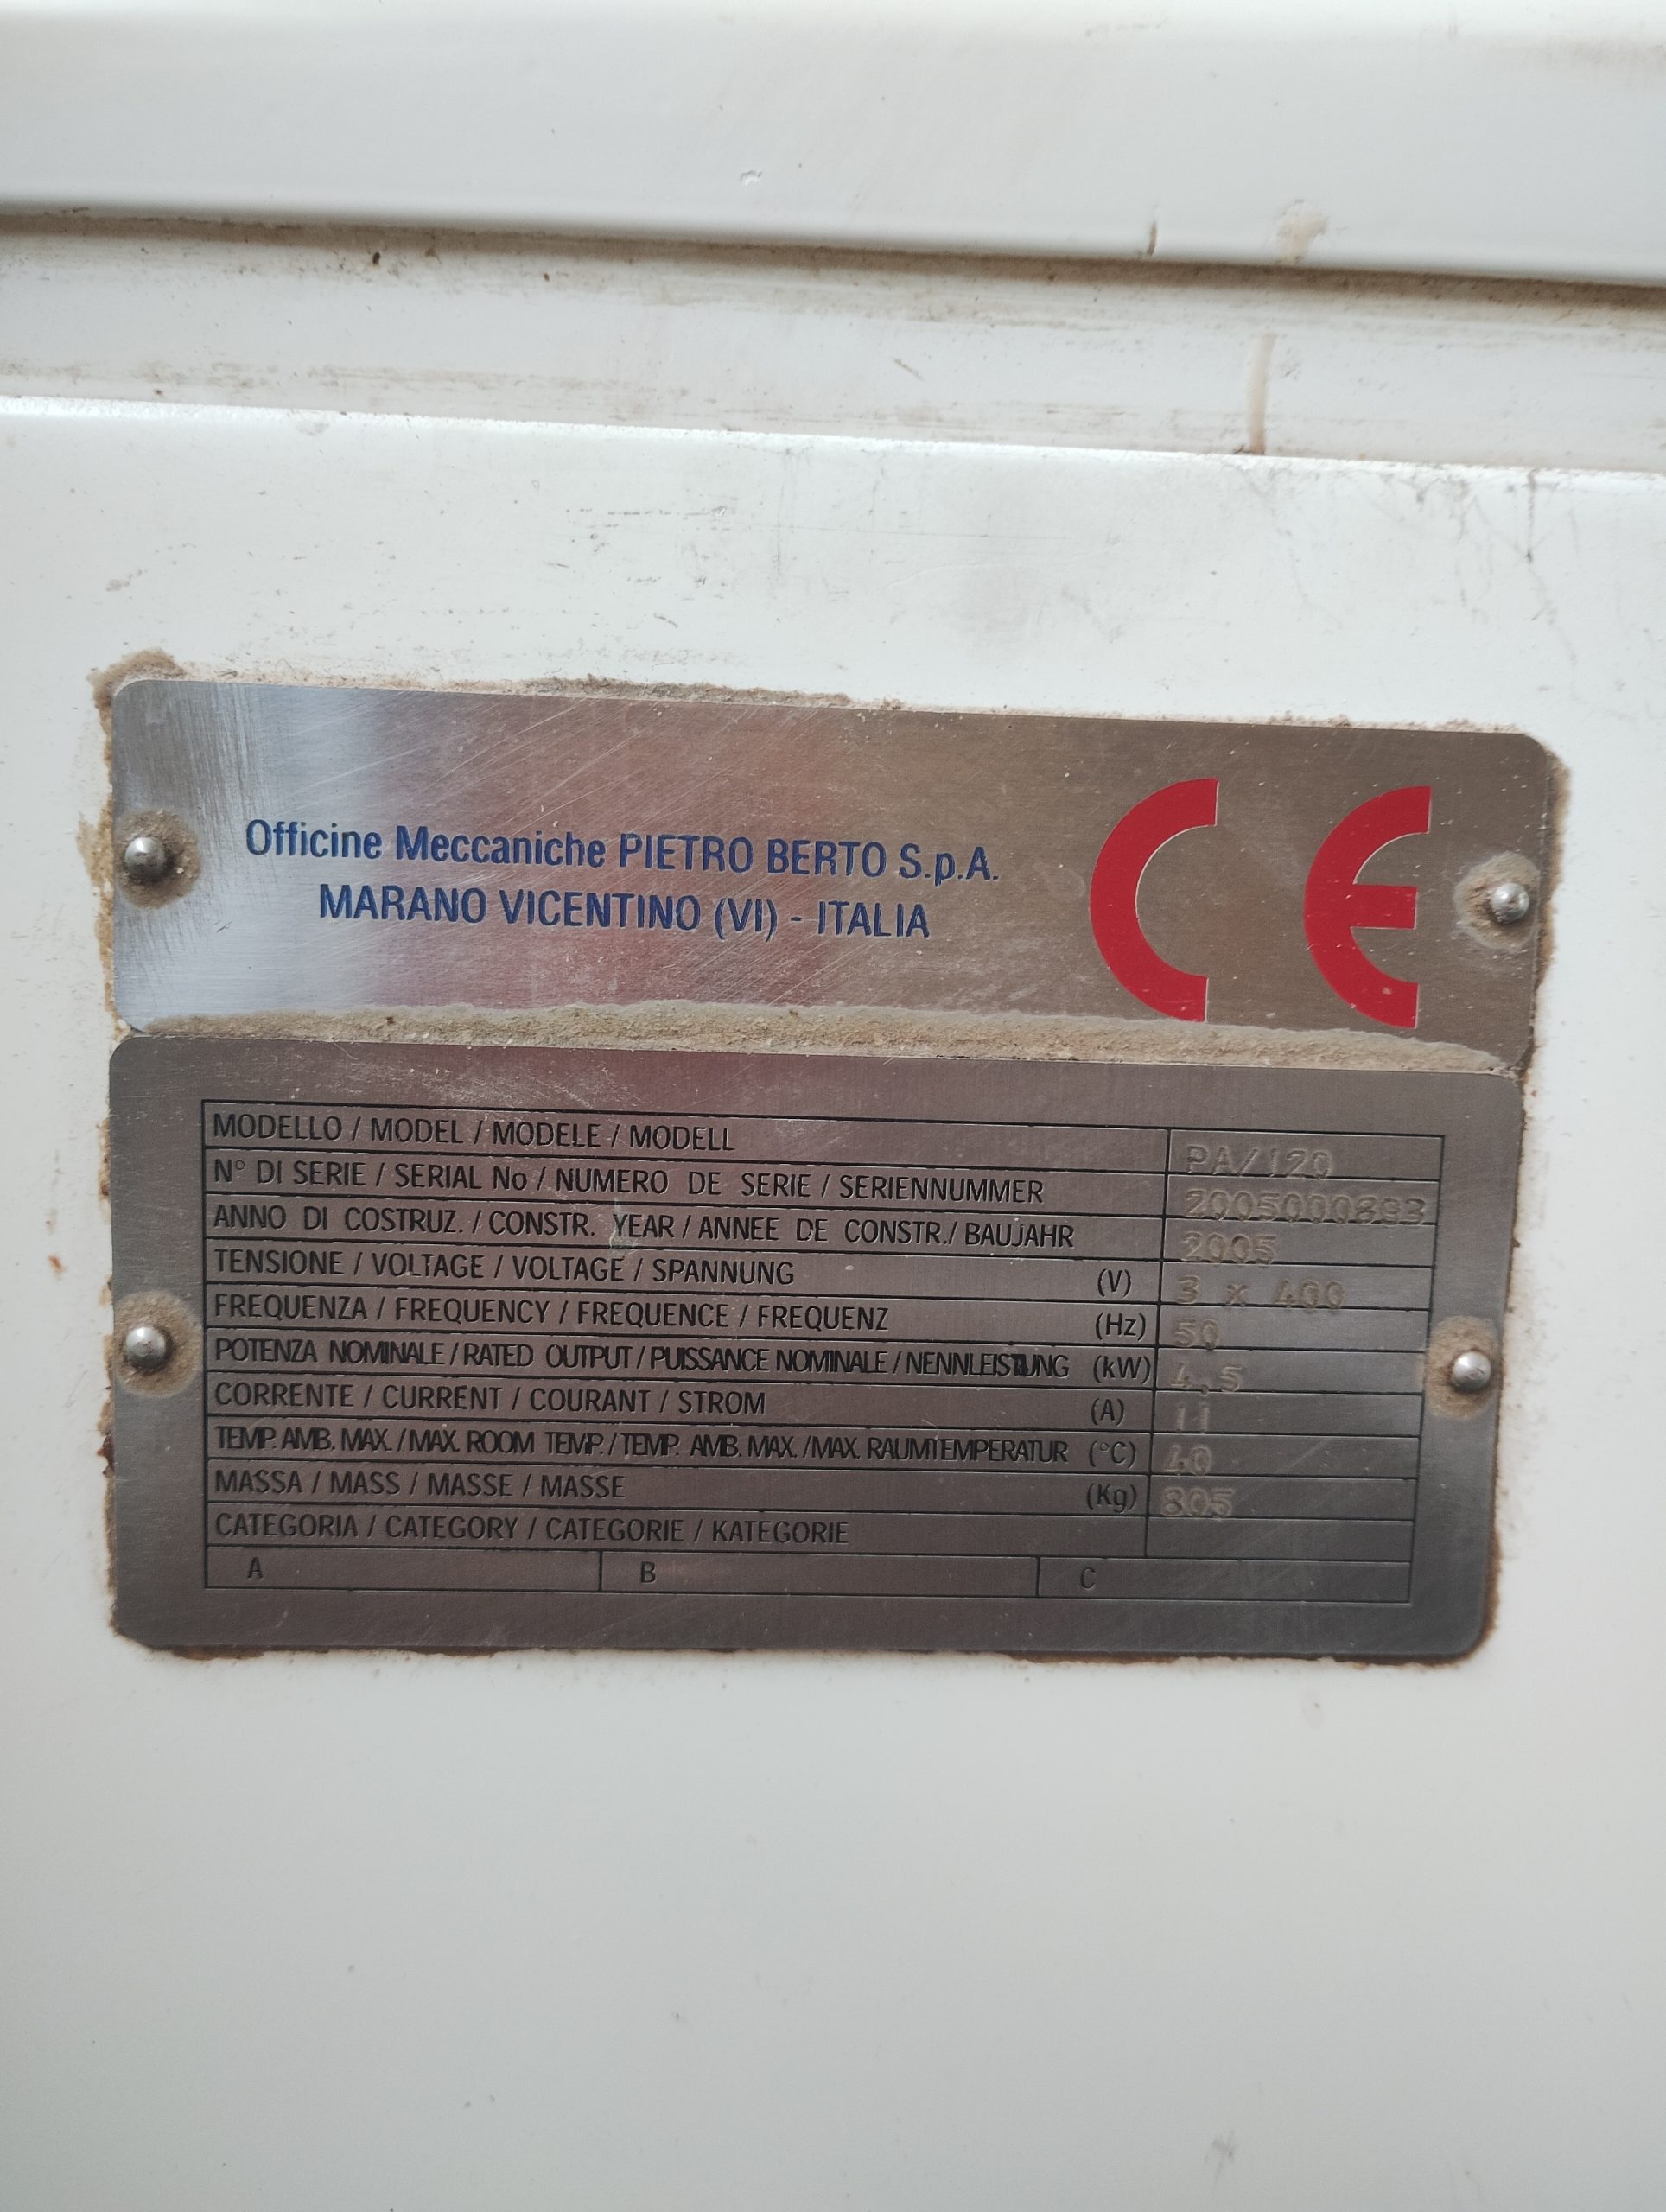 Officine Meccaniche PIETRO BERTO S.p.A.
MARANO VICENTINO (VI) - ITALIA
CE
MODELLO / MODEL / MODELE / MODELL PA/120
N° DI SERIE / SERIAL No / NUMERO DE SERIE / SERIENNUMMER 2005000893
ANNO DI COSTRUZ. / CONSTR. YEAR / ANNEE DE CONSTR./ BAUJAHR 2005
TENSIONE / VOLTAGE / VOLTAGE / SPANNUNG (V) 3 x 400
FREQUENZA / FREQUENCY / FREQUENCE / FREQUENZ (Hz) 50
POTENZA NOMINALE / RATED OUTPUT / PUISSANCE NOMINALE / NENNLEISTUNG (kW) 4,5
CORRENTE / CURRENT / COURANT / STROM (A) 11
TEMP. AMB. MAX. / MAX. ROOM TEMP. / TEMP. AMB. MAX. /MAX. RAUMTEMPERATUR (°C) 40
MASSA / MASS / MASSE / MASSE (Kg) 805
CATEGORIA / CATEGORY / CATEGORIE / KATEGORIE
A B C